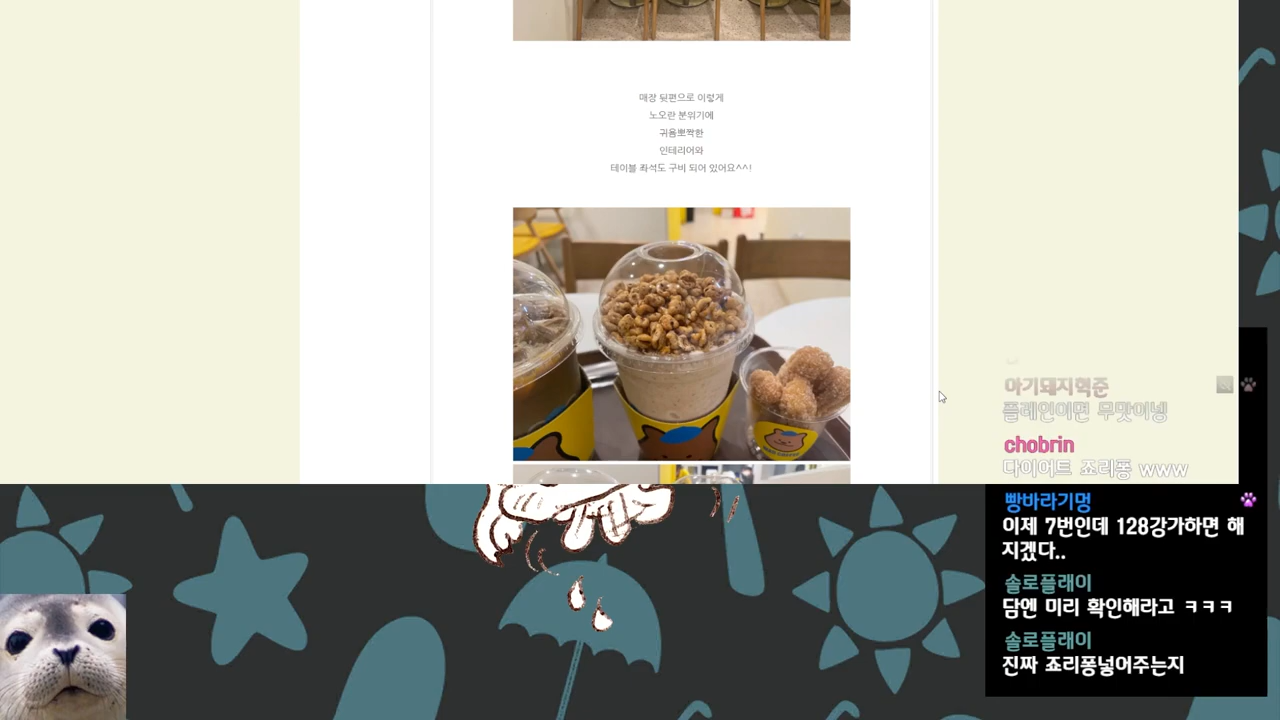 매장 뒷편으로 이렇게
노오란 분위기에
귀욤뽀짝한
인테리어와
테이블 좌석도 구비 되어 있어요^^!
아기돼지혁준
플레인이면 무맛이넹
chobrin
다이어트 죠리퐁 www
빵바라기멍
이제 7번인데 128강가하면 해
지겠다..
솔로플래이
담엔 미리 확인해라고 ㅋㅋㅋ
솔로플래이
진짜 죠리퐁넣어주는지